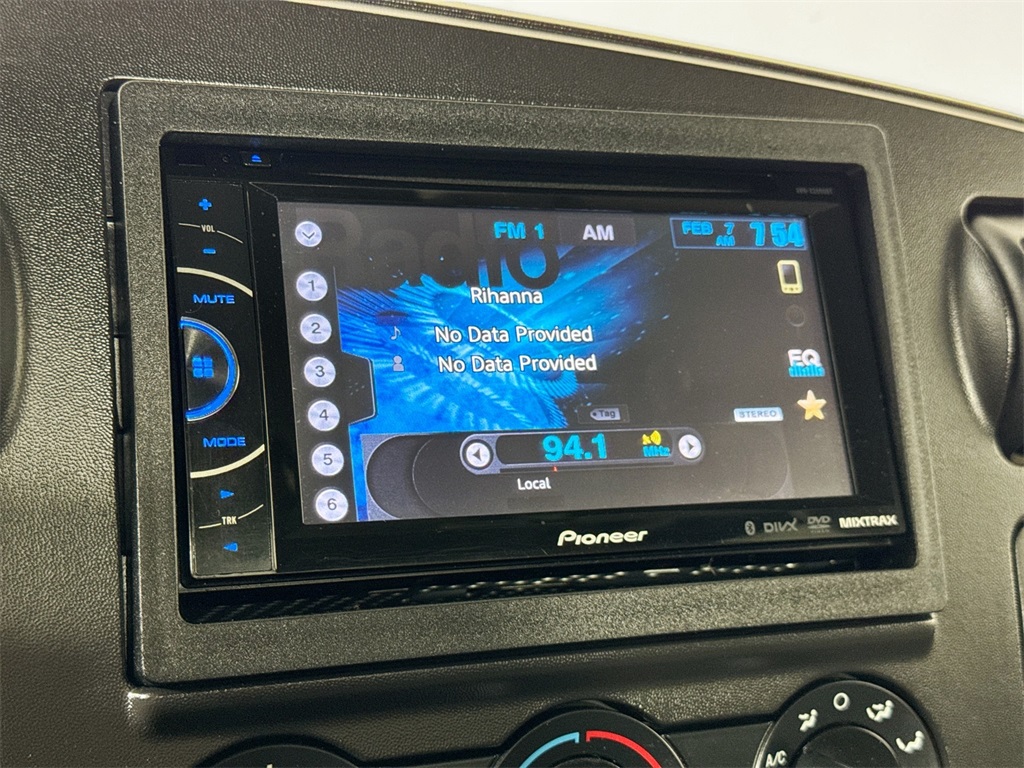 VOL
MUTE
MODE
TRK
Radio
FM 1
AM
FEB 7
AM
7 54
1
2
3
4
5
6
Rihanna
No Data Provided
No Data Provided
EQ
Tag
STEREO
94.1
MHz
Local
Pioneer
DIVX
DVD
MIXTRAX
A/C